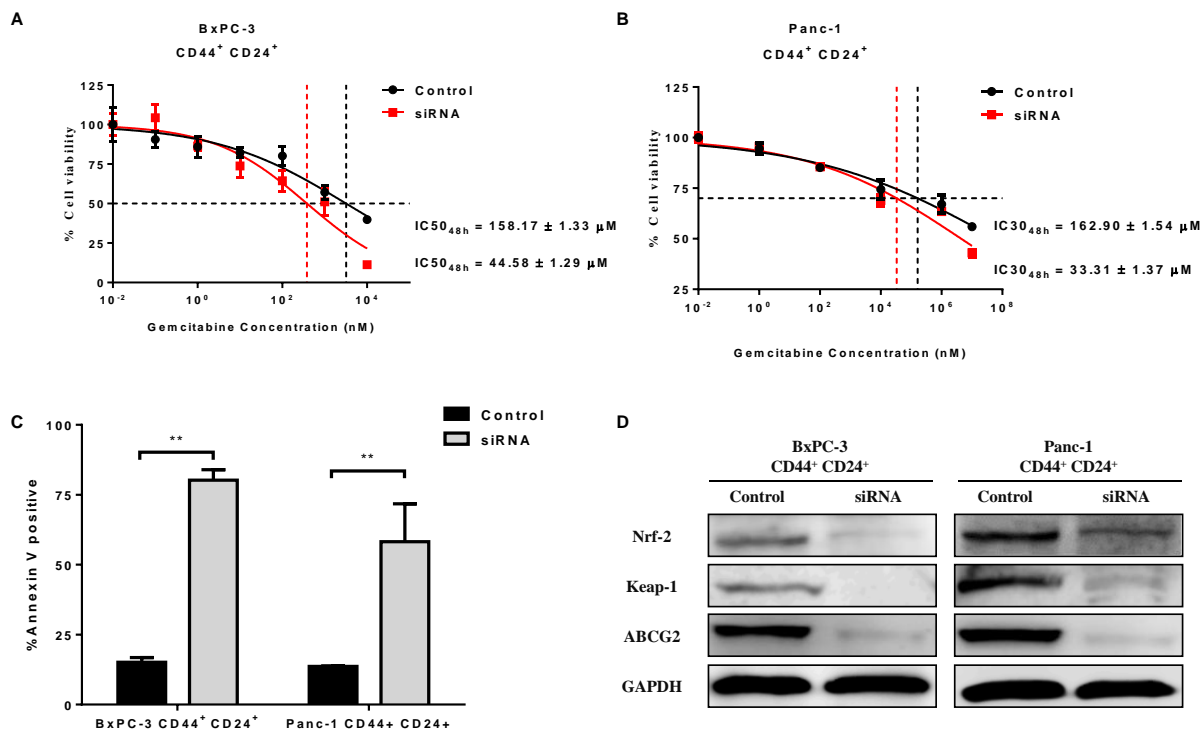 A
BxPC-3
CD44⁺ CD24⁺
Control
siRNA
% Cell viability
125
100
75
50
25
0
IC50₄₈ₕ = 158.17 ± 1.33 μM
IC50₄₈ₕ = 44.58 ± 1.29 μM
10⁻² 10⁰ 10² 10⁴
Gemcitabine Concentration (nM)
B
Panc-1
CD44⁺ CD24⁺
Control
siRNA
% Cell viability
125
100
75
50
25
IC30₄₈ₕ = 162.90 ± 1.54 μM
IC30₄₈ₕ = 33.31 ± 1.37 μM
10⁻² 10⁰ 10² 10⁴ 10⁶ 10⁸
Gemcitabine Concentration (nM)
C
Control
siRNA
%Annexin V positive
100
75
50
25
0
** **
BxPC-3 CD44⁺ CD24⁺ Panc-1 CD44+ CD24+
D
BxPC-3
CD44⁺ CD24⁺
Panc-1
CD44⁺ CD24⁺
Control siRNA Control siRNA
Nrf-2
Keap-1
ABCG2
GAPDH